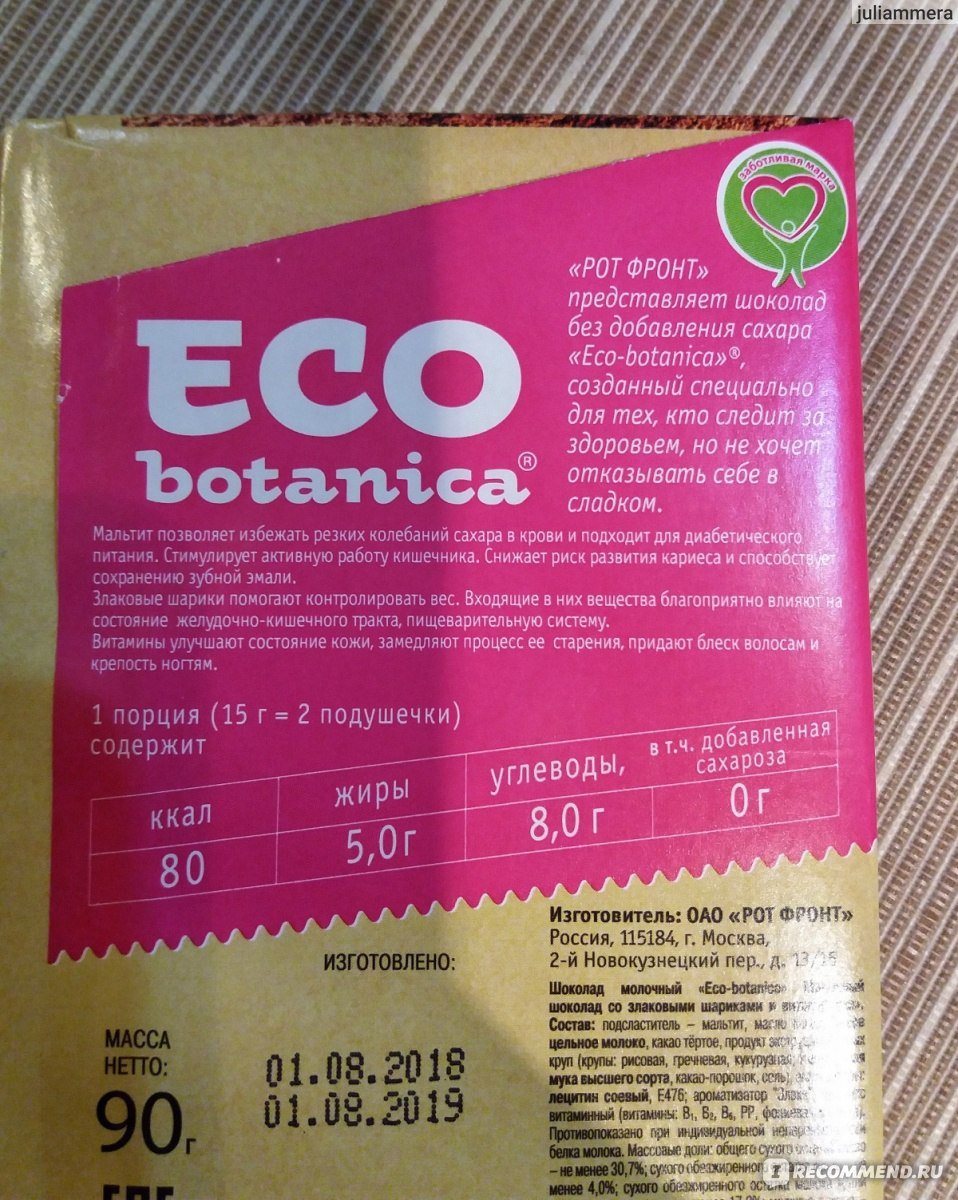 juliammera
заботливая марка
«РОТ ФРОНТ»
представляет шоколад
без добавления сахара
«Eco-botanica»®,
созданный специально
для тех, кто следит за
здоровьем, но не хочет
отказывать себе в
сладком.
ECO
botanica®
Мальтит позволяет избежать резких колебаний сахара в крови и подходит для диабетического
питания. Стимулирует активную работу кишечника. Снижает риск развития кариеса и способствует
сохранению зубной эмали.
Злаковые шарики помогают контролировать вес. Входящие в них вещества благоприятно влияют на
состояние желудочно-кишечного тракта, пищеварительную систему.
Витамины улучшают состояние кожи, замедляют процесс ее старения, придают блеск волосам и
крепость ногтям.
1 порция (15 г = 2 подушечки)
содержит
ккал жиры углеводы, в т.ч. добавленная
сахароза
80 5,0г 8,0 г 0 г
Изготовитель: ОАО «РОТ ФРОНТ»
Россия, 115184, г. Москва,
2-й Новокузнецкий пер., д. 13/15
ИЗГОТОВЛЕНО:
МАССА
НЕТТО:
90 г
01.08.2018
01.08.2019
Шоколад молочный «Eco-botanica»
шоколад со злаковыми шариками и
Состав: подсластитель – мальтит, масло
цельное молоко, какао тёртое, продукт
круп (крупы: рисовая, гречневая, кукурузная
мука высшего сорта, какао-порошок, соль),
лецитин соевый, Е476; ароматизатор
витаминный (витамины: B₁, B₂, B₆, PP,
Противопоказано при индивидуальной
белка молока. Массовые доли: общего сухого
– не менее 30,7%; сухого обезжиренного
менее 4,0%; сухого обезжиренного
IRECOMMEND.RU